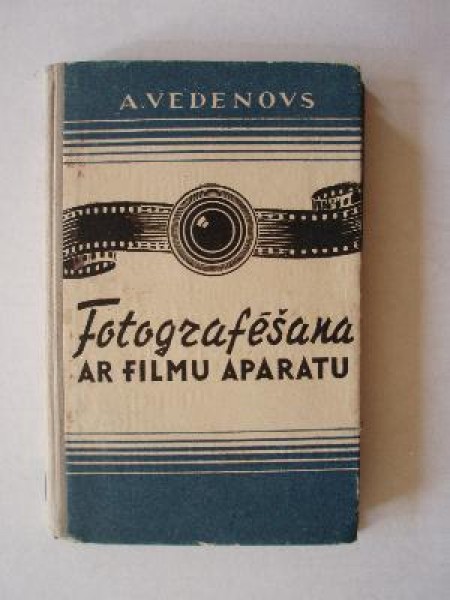 A. VEDENOVS
Fotografēšana
AR FILMU APARATU